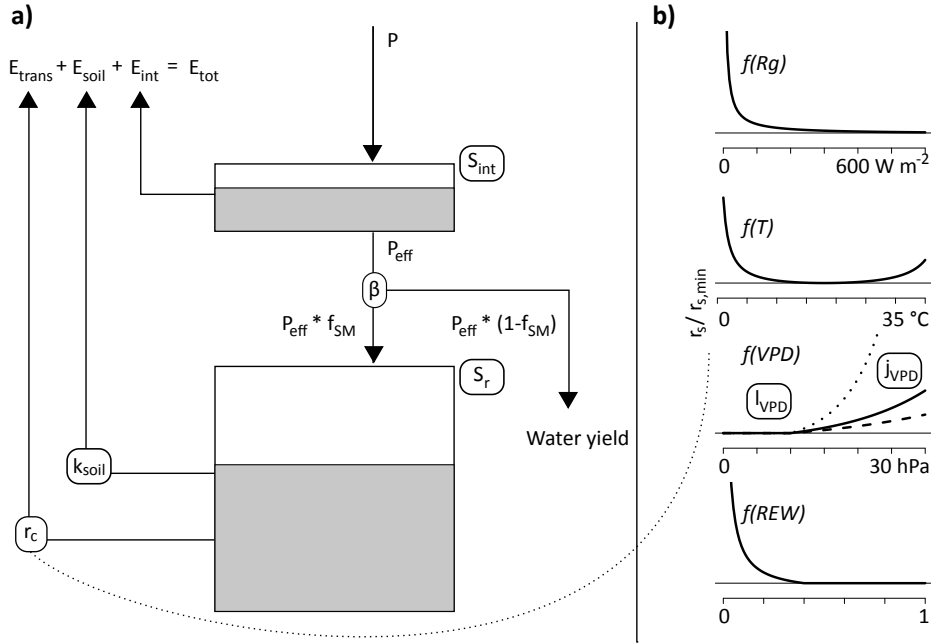 a)
P
E_trans + E_soil + E_int = E_tot
S_int
P_eff
β
P_eff * f_SM
P_eff * (1-f_SM)
S_r
Water yield
k_soil
r_c
b)
f(Rg)
0 600 W m⁻²
f(T)
0 35 °C
r_s / r_s,min
f(VPD)
j_VPD
l_VPD
0 30 hPa
f(REW)
0 1